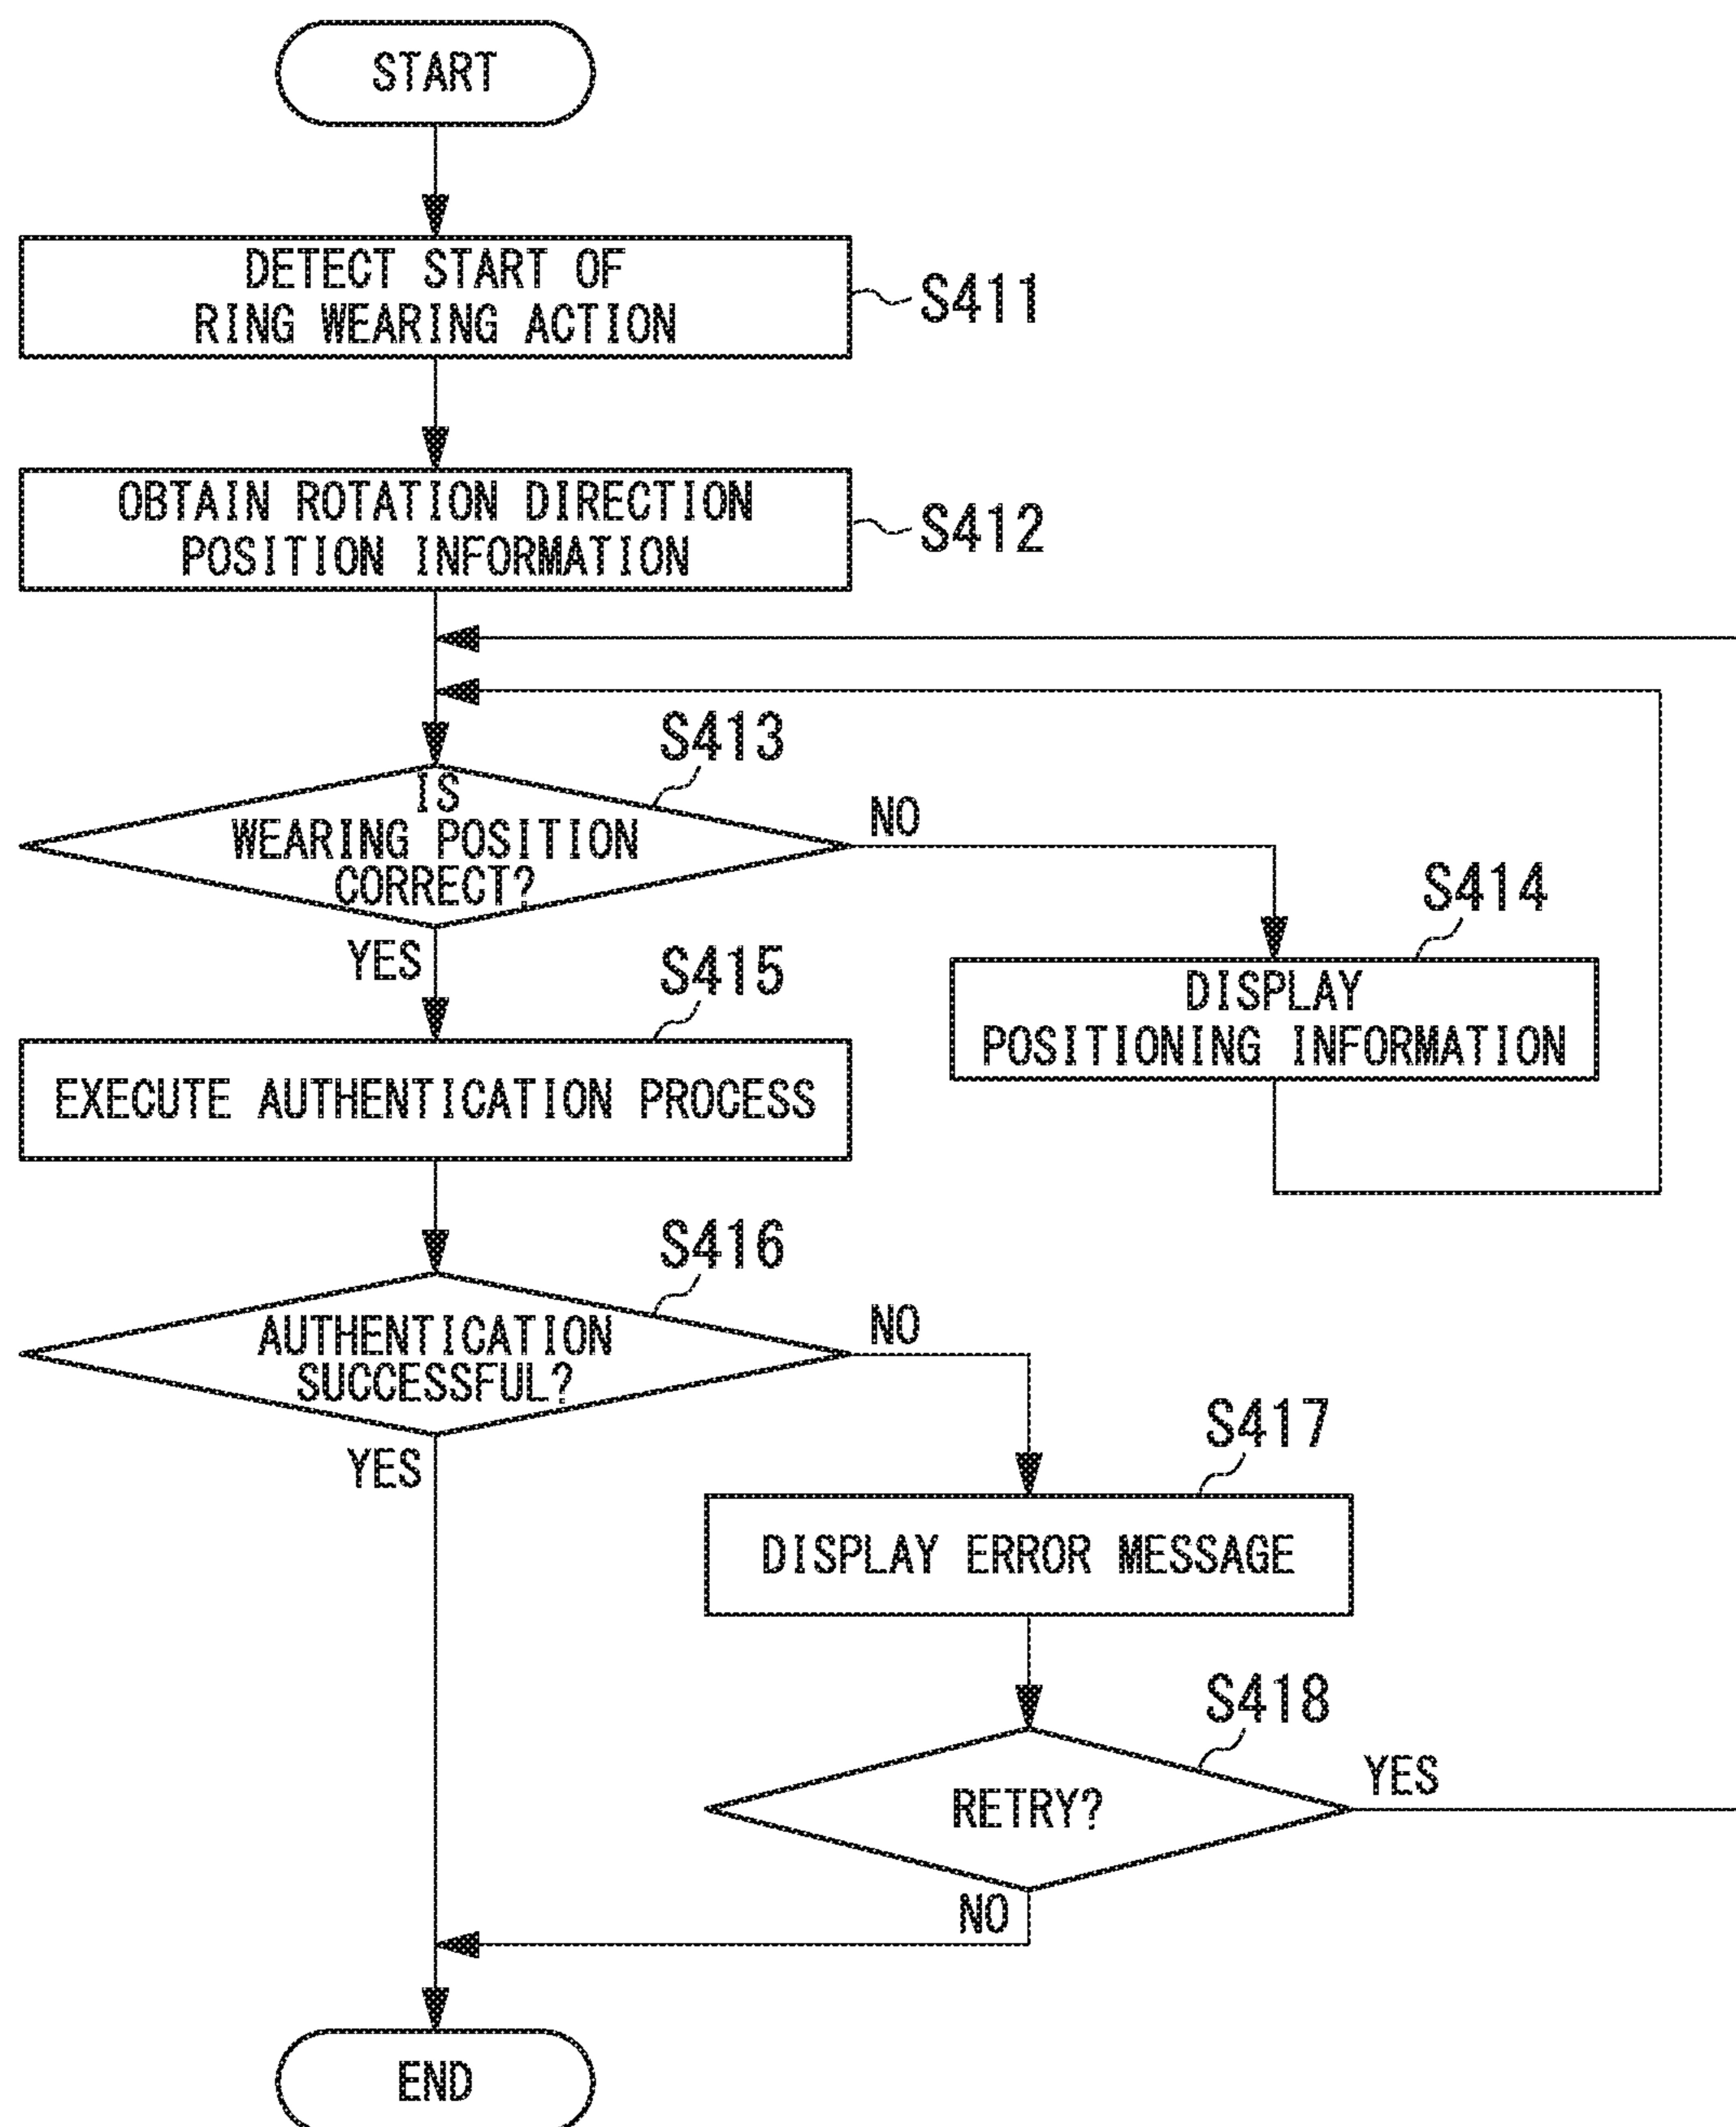 START
DETECT START OF
RING WEARING ACTION
S411
OBTAIN ROTATION DIRECTION
POSITION INFORMATION
S412
S413
IS
WEARING POSITION
CORRECT?
NO
YES
S414
DISPLAY
POSITIONING INFORMATION
S415
EXECUTE AUTHENTICATION PROCESS
S416
AUTHENTICATION
SUCCESSFUL?
NO
YES
S417
DISPLAY ERROR MESSAGE
S418
RETRY?
YES
NO
END